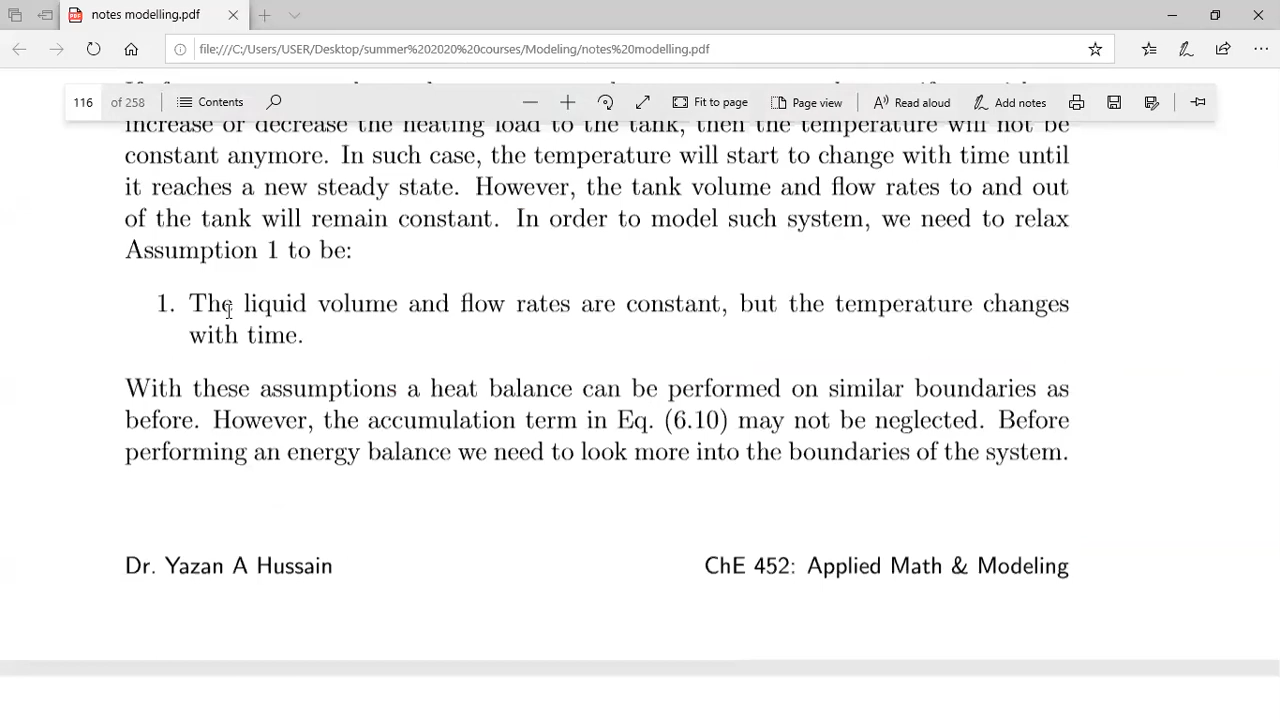 notes modelling.pdf
file:///C:/Users/USER/Desktop/summer%202020%20courses/Modeling/notes%20modelling.pdf
116 of 258 Contents Fit to page Page view Read aloud Add notes
increase or decrease the heating load to the tank, then the temperature will not be
constant anymore. In such case, the temperature will start to change with time until
it reaches a new steady state. However, the tank volume and flow rates to and out
of the tank will remain constant. In order to model such system, we need to relax
Assumption 1 to be:
1. The liquid volume and flow rates are constant, but the temperature changes
with time.
With these assumptions a heat balance can be performed on similar boundaries as
before. However, the accumulation term in Eq. (6.10) may not be neglected. Before
performing an energy balance we need to look more into the boundaries of the system.
Dr. Yazan A Hussain
ChE 452: Applied Math & Modeling